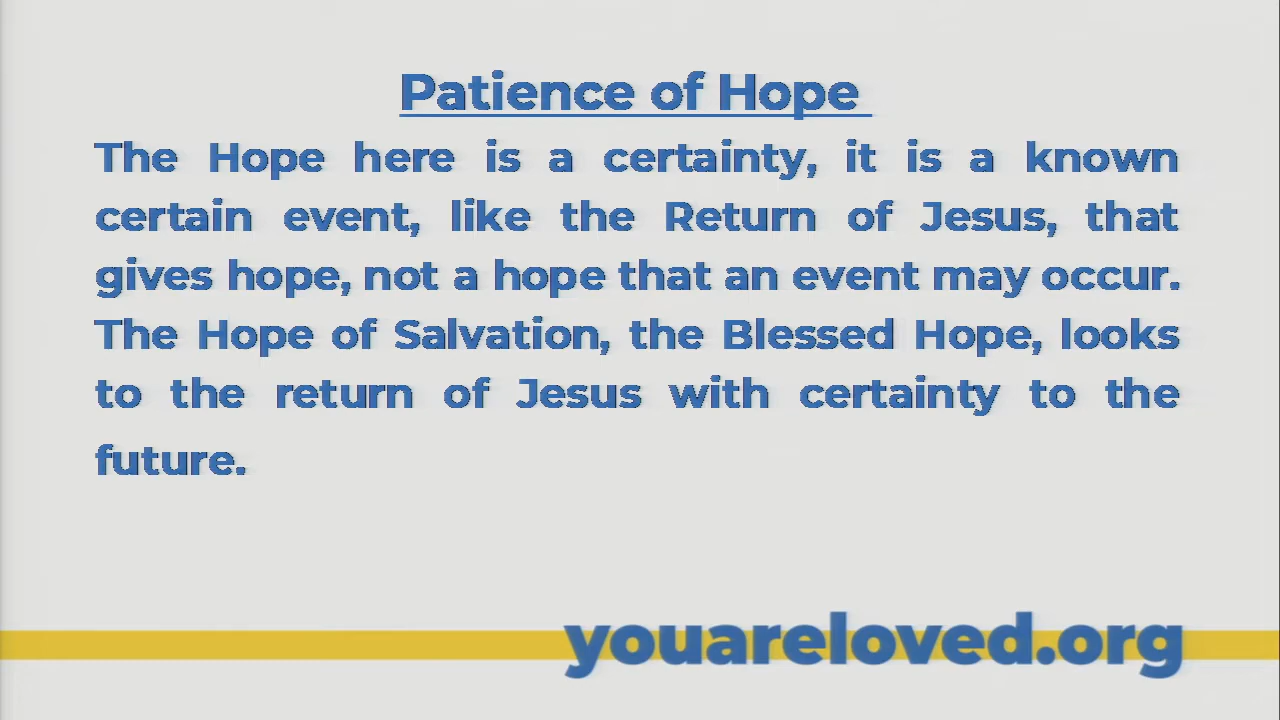 Patience of Hope
The Hope here is a certainty, it is a known
certain event, like the Return of Jesus, that
gives hope, not a hope that an event may occur.
The Hope of Salvation, the Blessed Hope, looks
to the return of Jesus with certainty to the
future.
youareloved.org